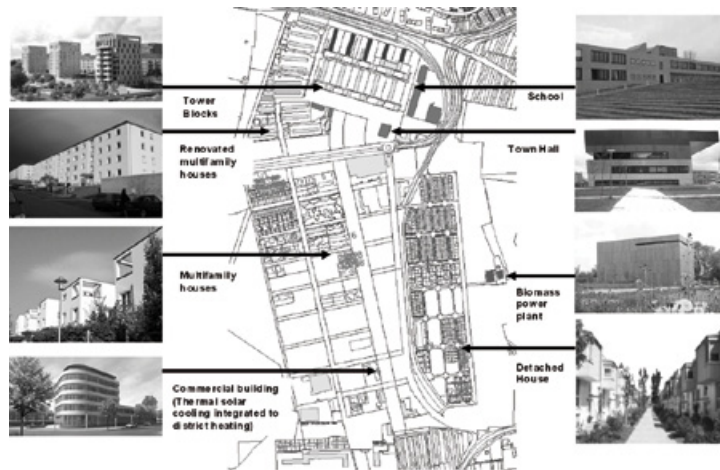 Tower
Blocks
Renovated
multifamily
houses
Multifamily
houses
Commercial building
(Thermal solar
cooling integrated to
district heating)
School
Town Hall
Biomass
power
plant
Detached
House